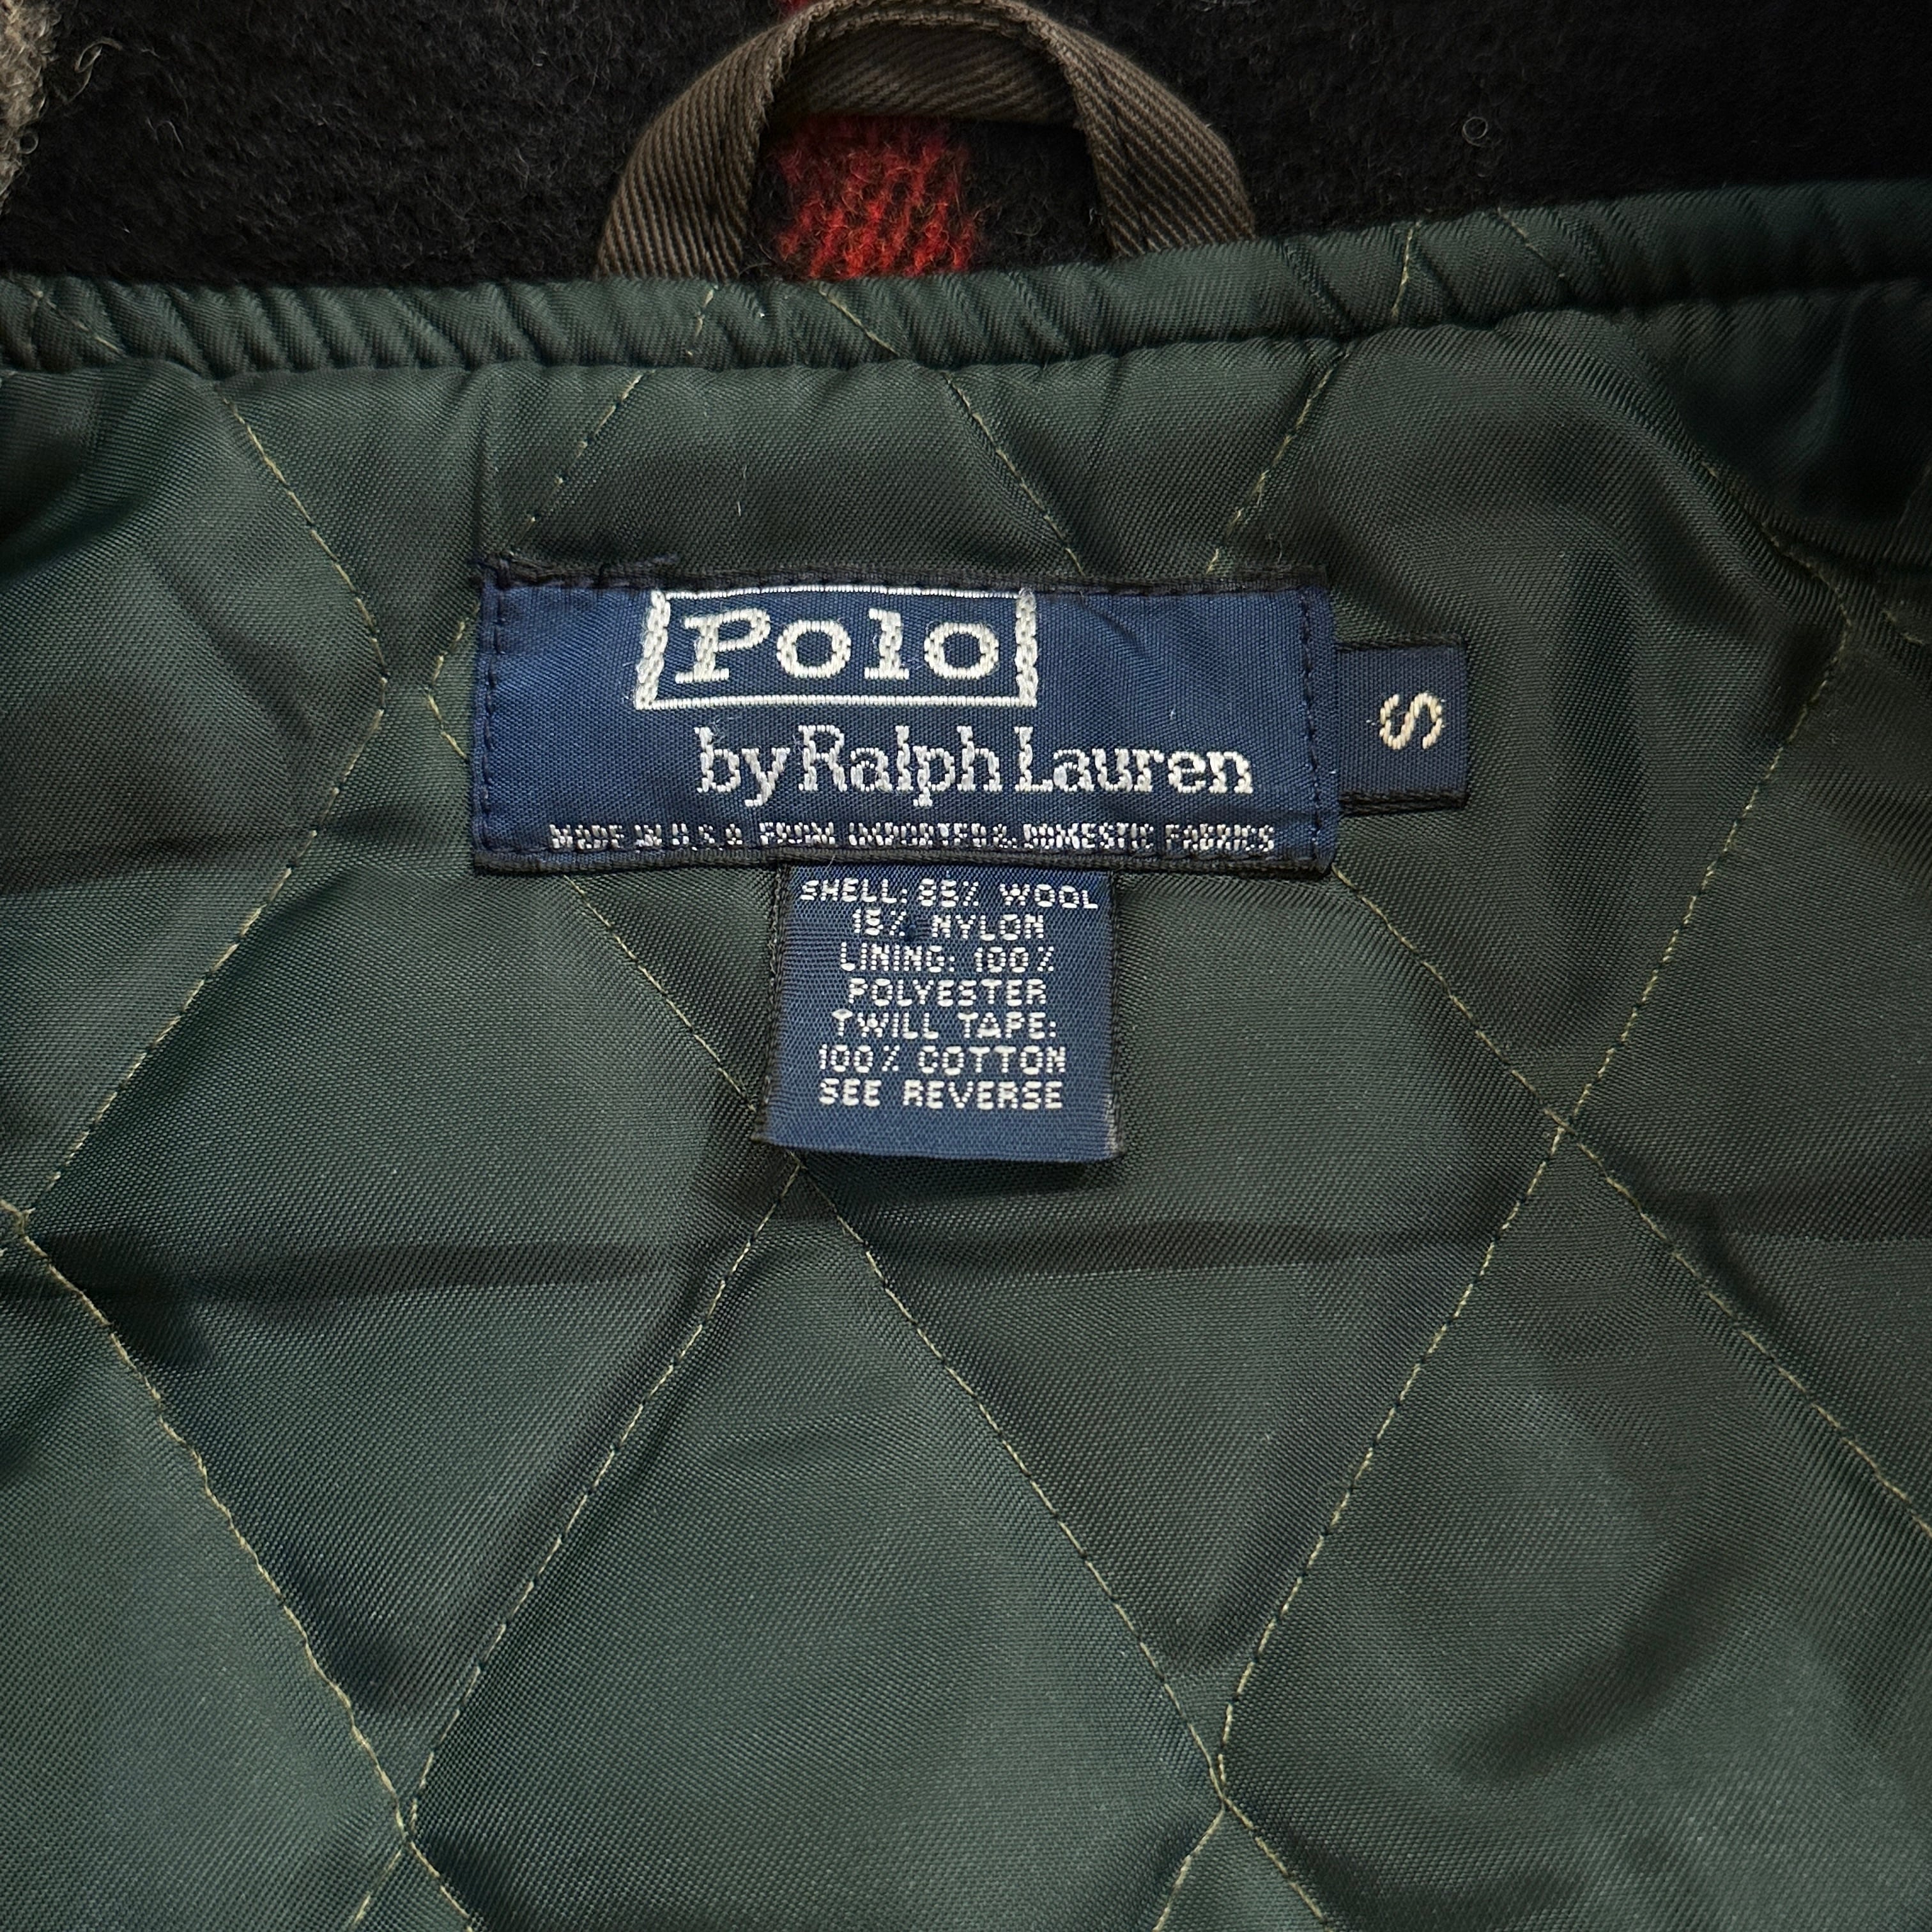 Polo
by Ralph Lauren
MADE IN U.S.A. FROM IMPORTED & DOMESTIC FABRICS
S
SHELL: 85% WOOL
15% NYLON
LINING: 100%
POLYESTER
TWILL TAPE:
100% COTTON
SEE REVERSE